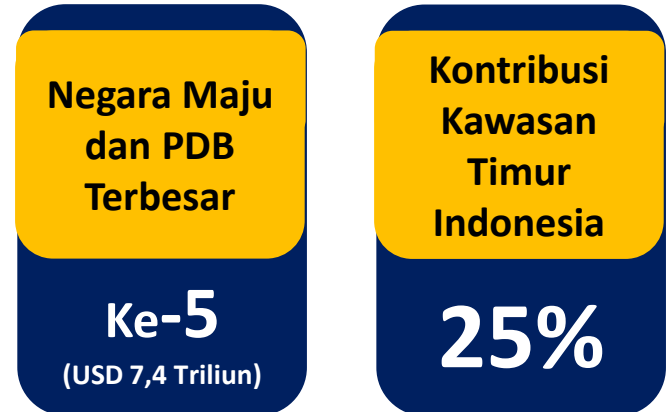 Negara Maju
dan PDB
Terbesar
Ke-5
(USD 7,4 Triliun)
Kontribusi
Kawasan
Timur
Indonesia
25%